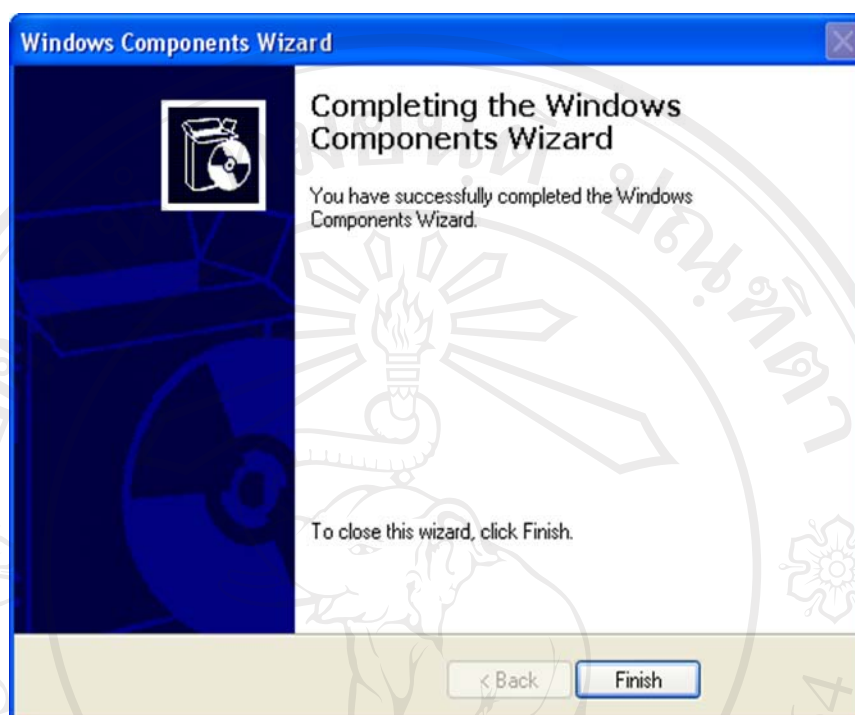 Windows Components Wizard
Completing the Windows
Components Wizard
You have successfully completed the Windows
Components Wizard.
To close this wizard, click Finish.
< Back
Finish